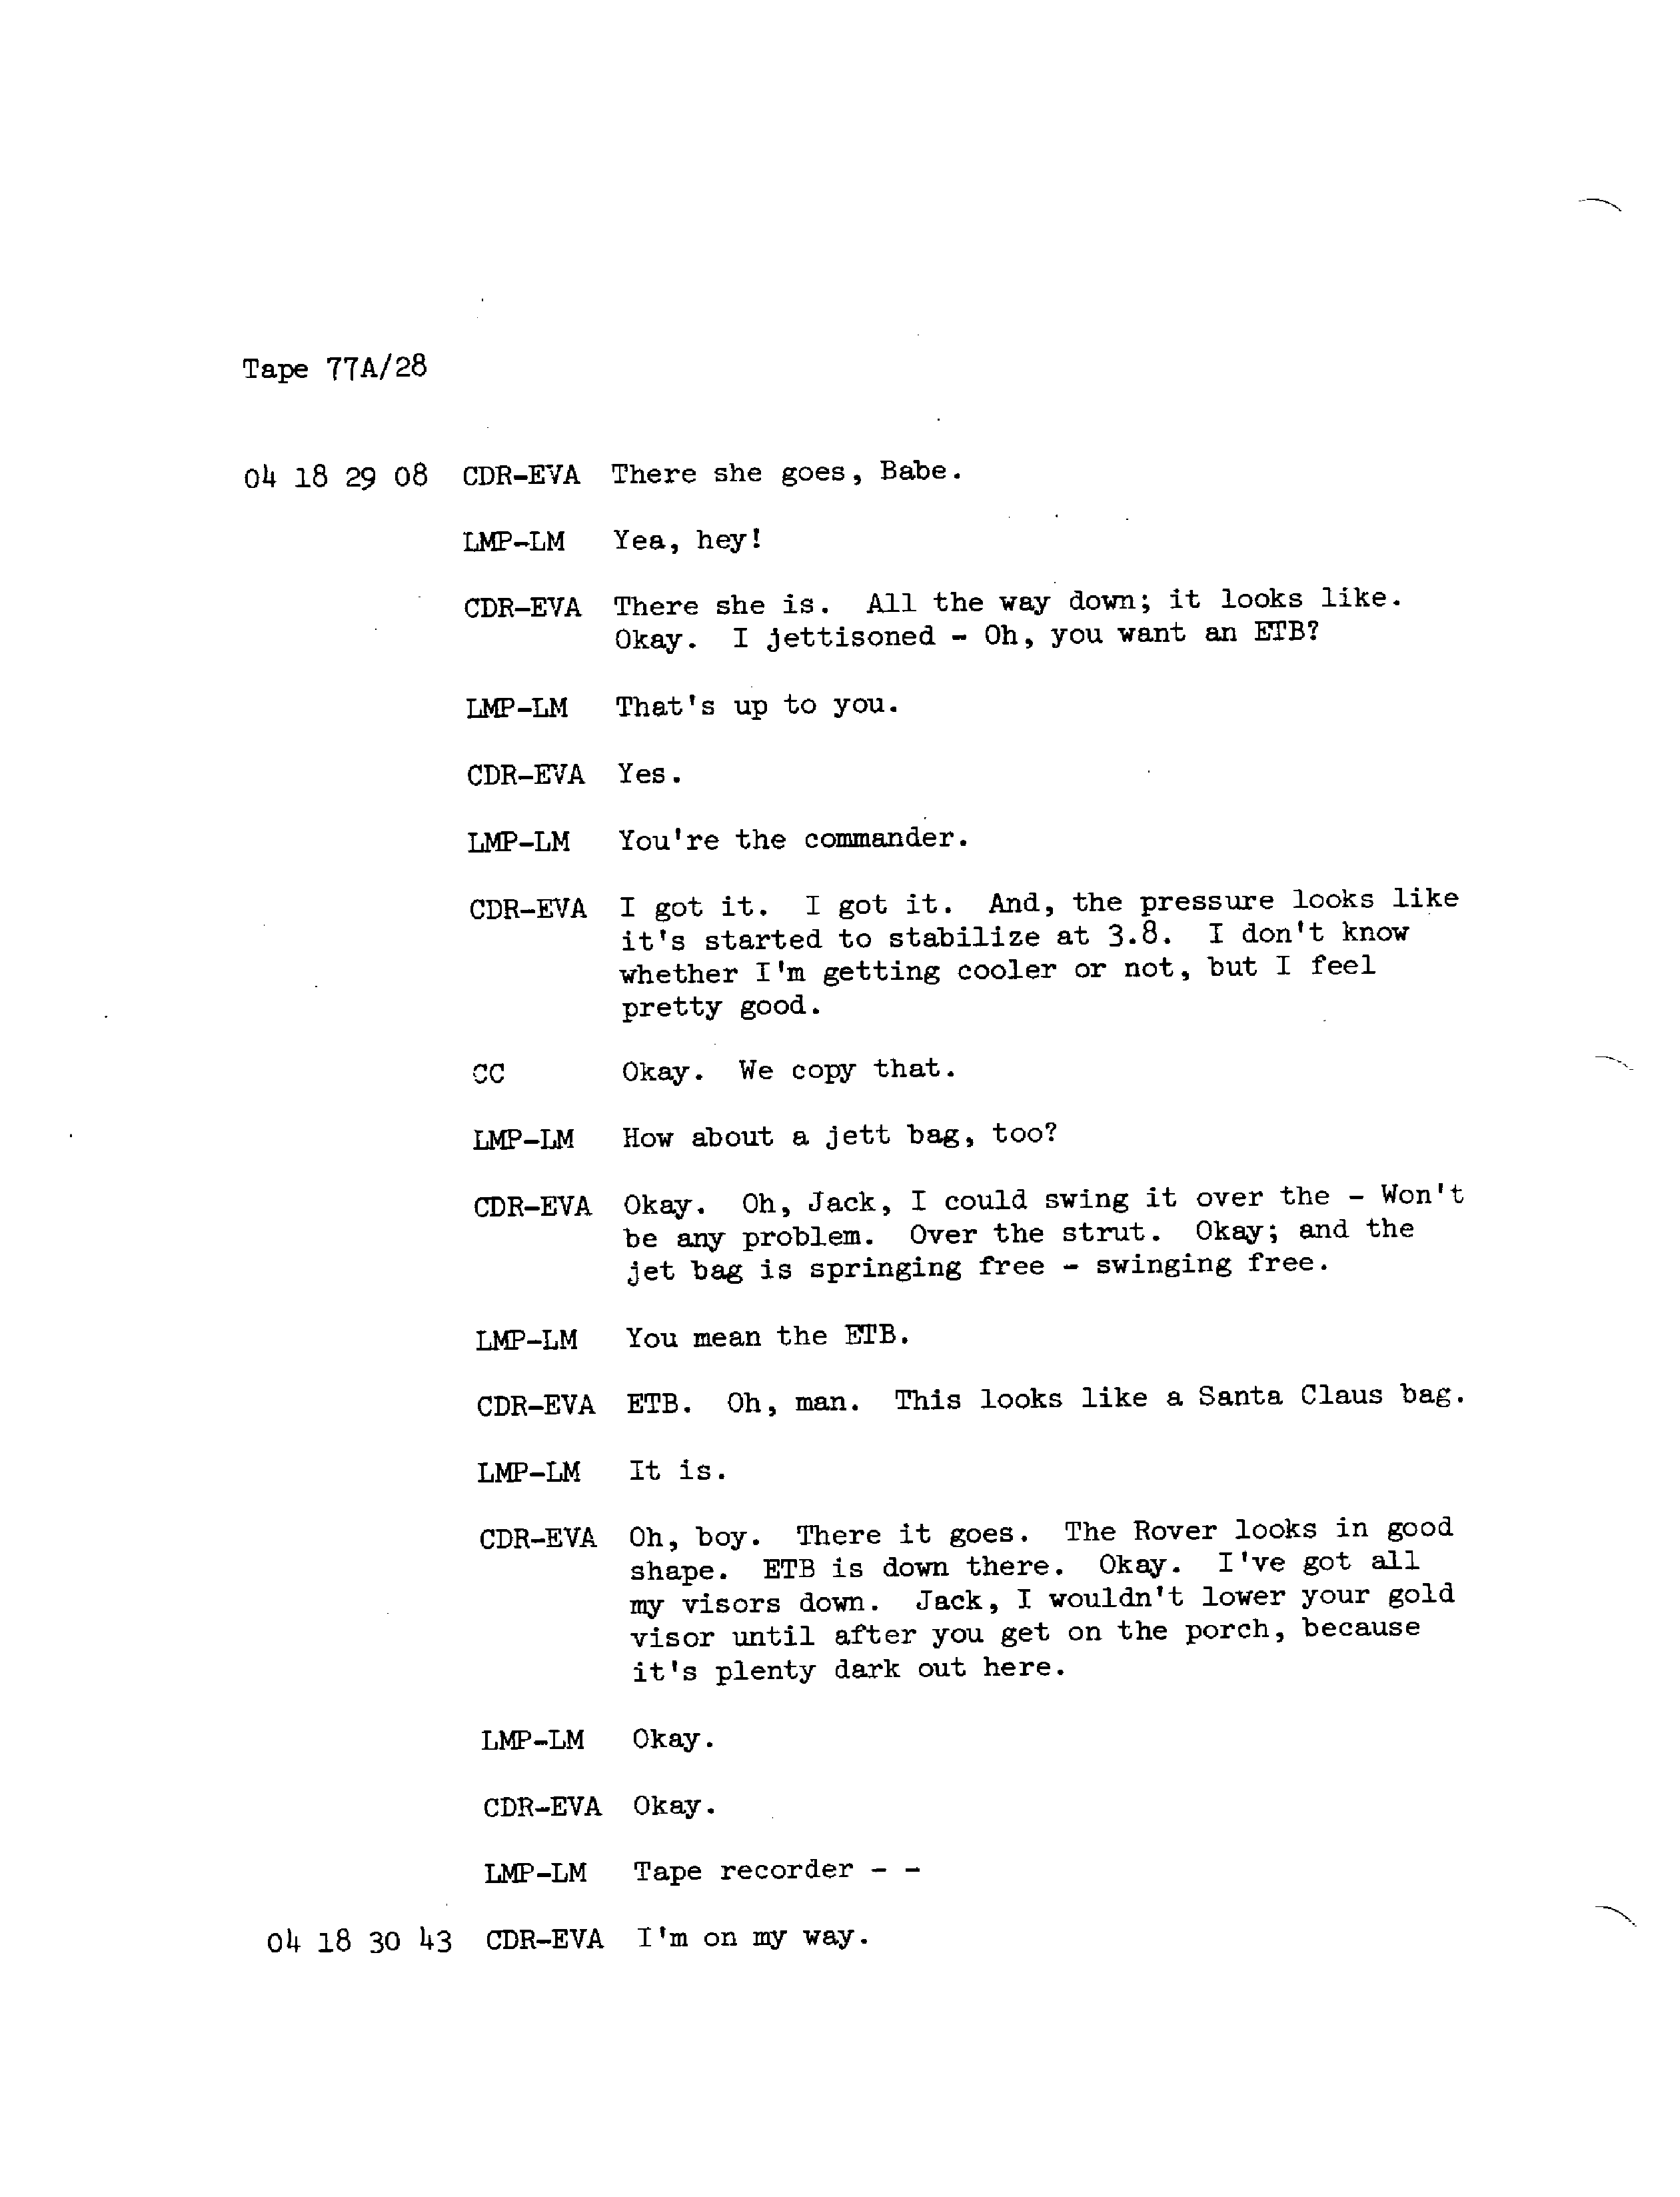 Tape 77A/28
04 18 29 08 CDR-EVA There she goes, Babe.
LMP-LM Yea, hey!
CDR-EVA There she is. All the way down; it looks like.
Okay. I jettisoned - Oh, you want an ETB?
LMP-LM That's up to you.
CDR-EVA Yes.
LMP-LM You're the commander.
CDR-EVA I got it. I got it. And, the pressure looks like
it's started to stabilize at 3.8. I don't know
whether I'm getting cooler or not, but I feel
pretty good.
CC Okay. We copy that.
LMP-LM How about a jett bag, too?
CDR-EVA Okay. Oh, Jack, I could swing it over the - Won't
be any problem. Over the strut. Okay; and the
jet bag is springing free - swinging free.
LMP-LM You mean the ETB.
CDR-EVA ETB. Oh, man. This looks like a Santa Claus bag.
LMP-LM It is.
CDR-EVA Oh, boy. There it goes. The Rover looks in good
shape. ETB is down there. Okay. I've got all
my visors down. Jack, I wouldn't lower your gold
visor until after you get on the porch, because
it's plenty dark out here.
LMP-LM Okay.
CDR-EVA Okay.
LMP-LM Tape recorder - -
04 18 30 43 CDR-EVA I'm on my way.